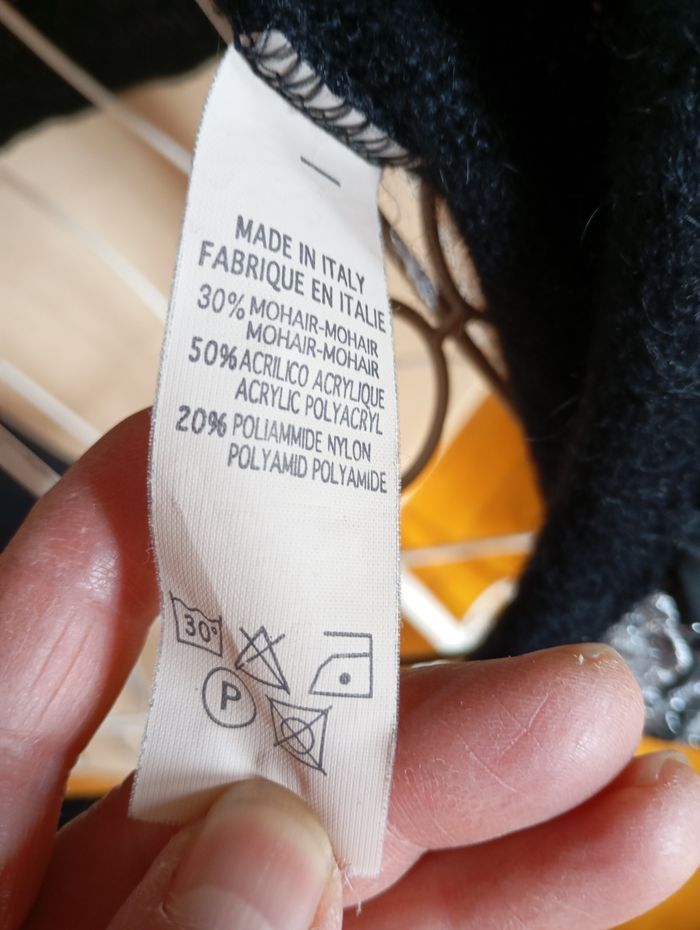 MADE IN ITALY
FABRIQUE EN ITALIE
30% MOHAIR-MOHAIR
MOHAIR-MOHAIR
50% ACRILICO ACRYLIQUE
ACRYLIC POLYACRYL
20% POLIAMMIDE NYLON
POLYAMID POLYAMIDE
30°
P